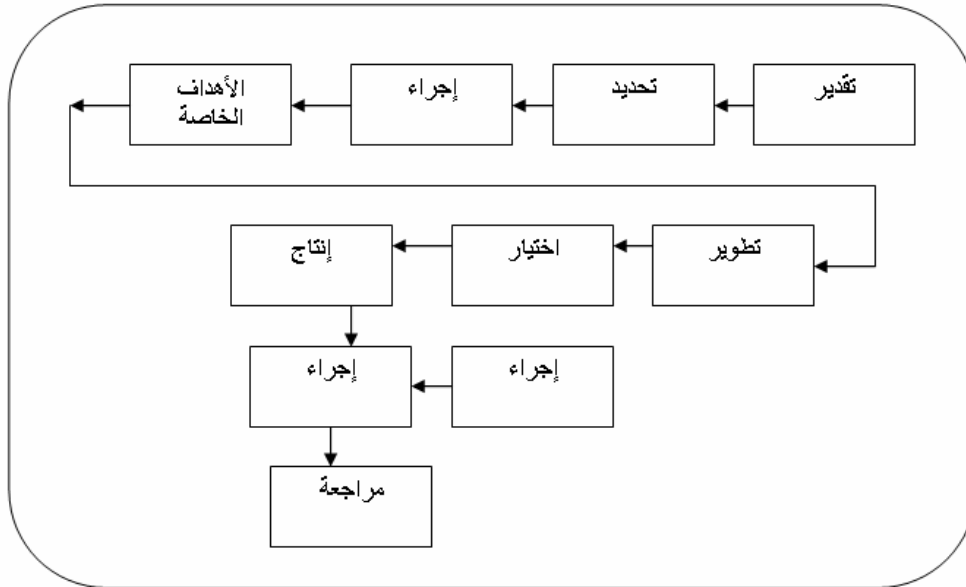 تقدير
تحديد
إجراء
الأهداف
الخاصة
تطوير
اختيار
إنتاج
إجراء
إجراء
مراجعة